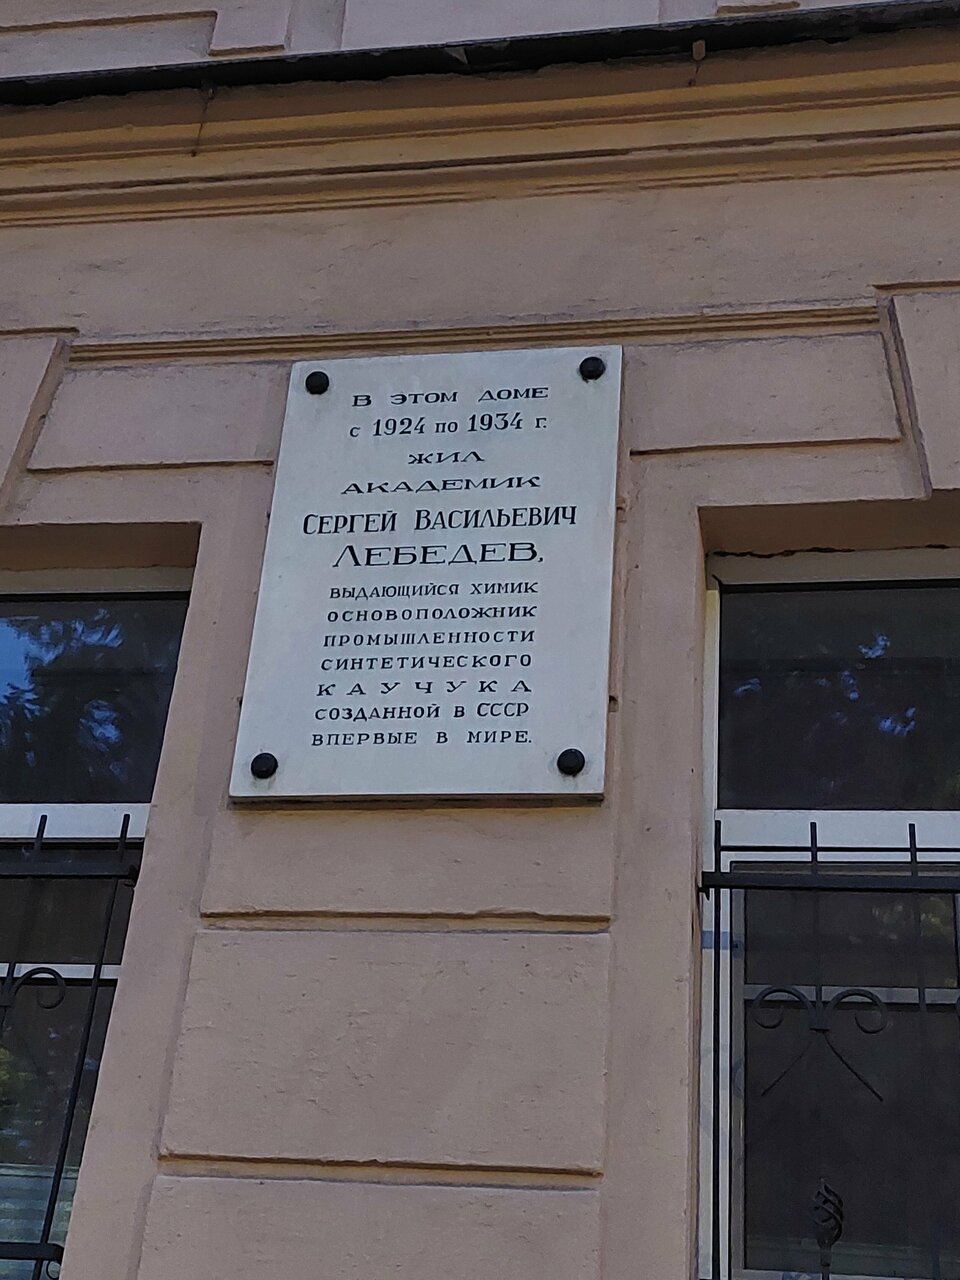 В ЭТОМ ДОМЕ
с 1924 по 1934 г.
ЖИЛ
АКАДЕМИК
СЕРГЕЙ ВАСИЛЬЕВИЧ
ЛЕБЕДЕВ,
ВЫДАЮЩИЙСЯ ХИМИК
ОСНОВОПОЛОЖНИК
ПРОМЫШЛЕННОСТИ
СИНТЕТИЧЕСКОГО
КАУЧУКА
СОЗДАННОЙ В СССР
ВПЕРВЫЕ В МИРЕ.